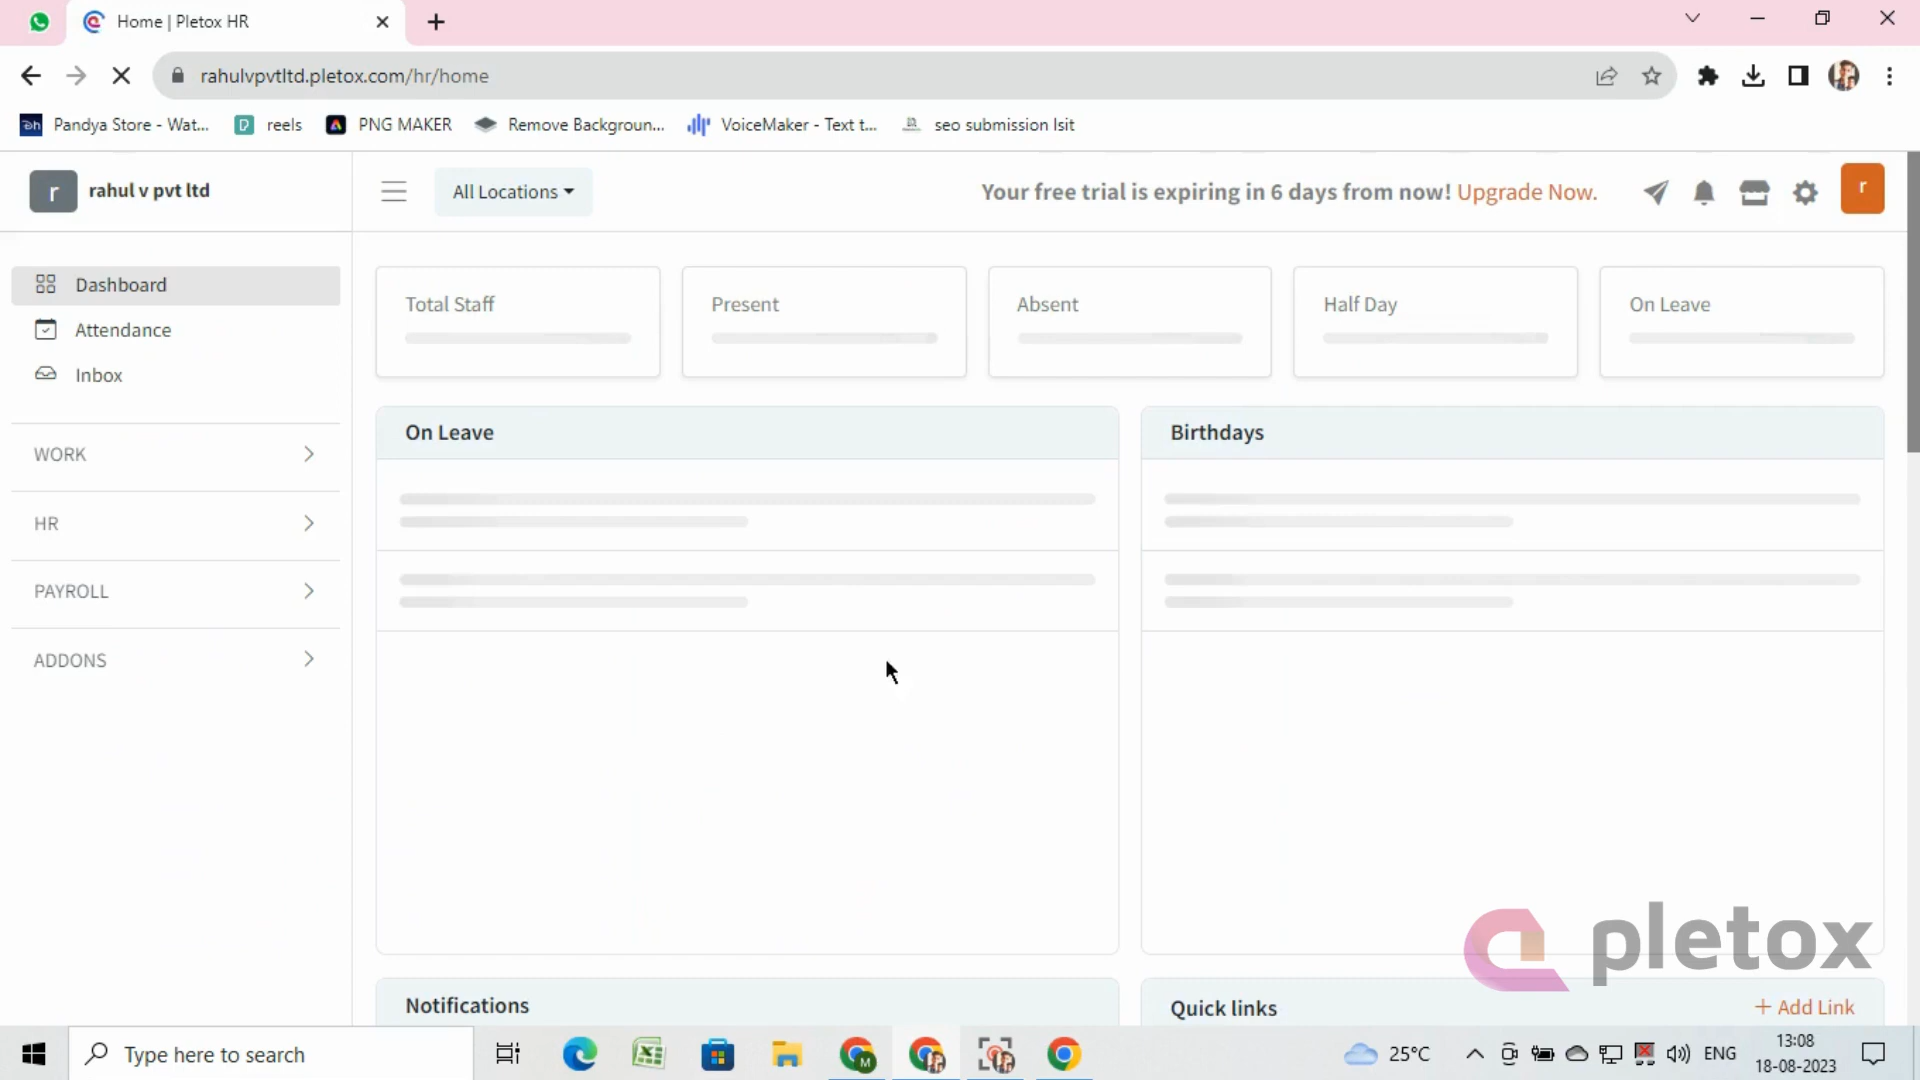 Home | Pletox HR
rahulvpvtltd.pletox.com/hr/home
Pandya Store - Wat...
reels
PNG MAKER
Remove Backgroun...
VoiceMaker - Text t...
seo submission lsit
r
rahul v pvt ltd
All Locations
Your free trial is expiring in 6 days from now! Upgrade Now.
r
Dashboard
Attendance
Inbox
WORK
HR
PAYROLL
ADDONS
Total Staff
Present
Absent
Half Day
On Leave
On Leave
Birthdays
Notifications
Quick links
+ Add Link
pletox
Type here to search
25°C
ENG
13:08
18-08-2023